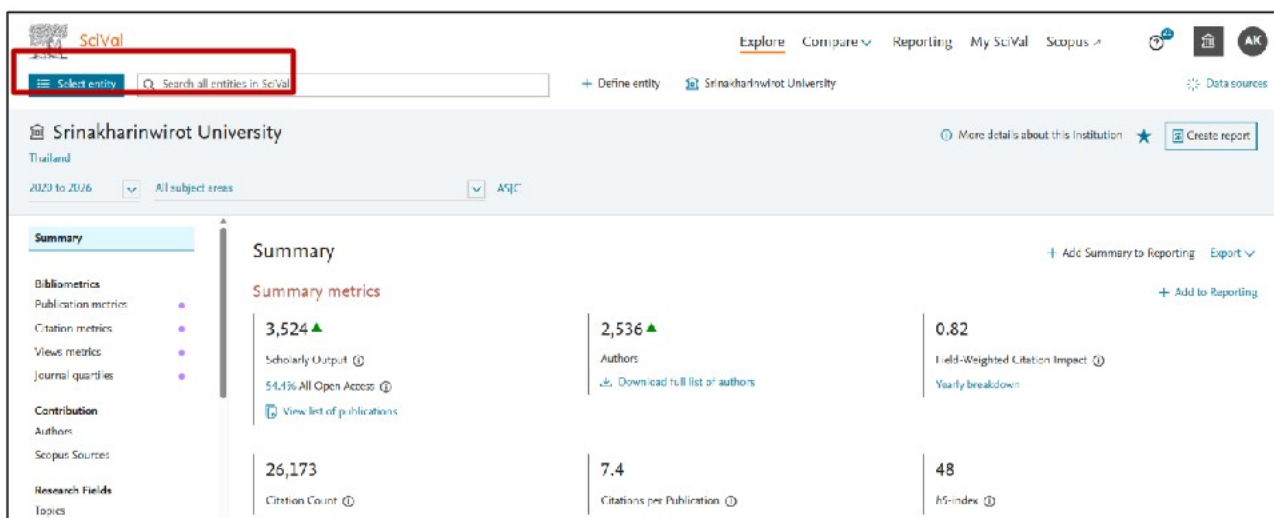 SciVal
Explore Compare Reporting My SciVal Scopus AK
Select entity Search all entities in SciVal + Define entity Srinakharinwirot University Data sources
Srinakharinwirot University More details about this Institution Create report
Thailand
2020 to 2026 All subject areas ASJC
Summary
Summary + Add Summary to Reporting Export
Bibliometrics
Summary metrics + Add to Reporting
Publication metrics
Citation metrics
Views metrics
Journal quartiles
Contribution
Authors
Scopus Sources
Research Fields
Topics
3,524
Scholarly Output
54.4% All Open Access
View list of publications
2,536
Authors
Download full list of authors
0.82
Field-Weighted Citation Impact
Yearly breakdown
26,173
Citation Count
7.4
Citations per Publication
48
h5-index